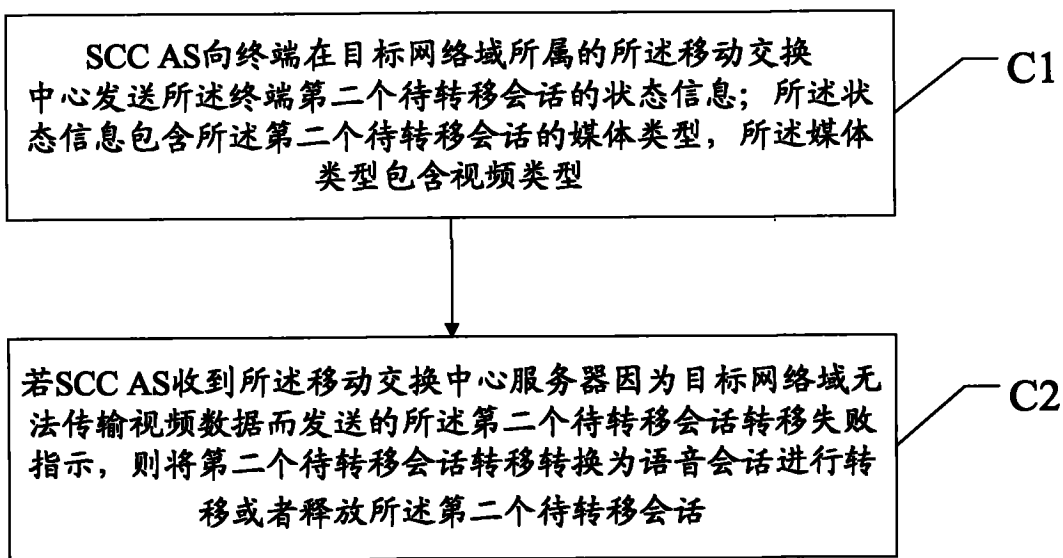 SCC AS向终端在目标网络域所属的所述移动交换
中心发送所述终端第二个待转移会话的状态信息；所述状
态信息包含所述第二个待转移会话的媒体类型，所述媒体
类型包含视频类型
C1
若SCC AS收到所述移动交换中心服务器因为目标网络域无
法传输视频数据而发送的所述第二个待转移会话转移失败
指示，则将第二个待转移会话转移转换为语音会话进行转
移或者释放所述第二个待转移会话
C2